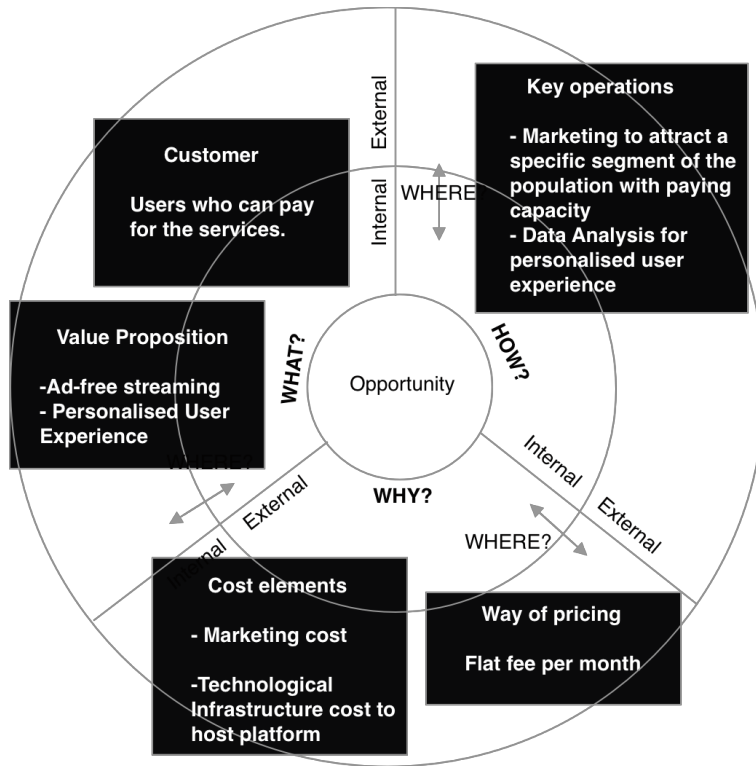 Key operations
- Marketing to attract a
specific segment of the
population with paying
capacity
- Data Analysis for
personalised user
experience
External
Internal
WHERE?
Customer
Users who can pay
for the services.
Value Proposition
-Ad-free streaming
- Personalised User
Experience
WHAT?
HOW?
Opportunity
WHY?
WHERE?
External
Internal
Internal
External
WHERE?
Cost elements
- Marketing cost
-Technological
Infrastructure cost to
host platform
Way of pricing
Flat fee per month